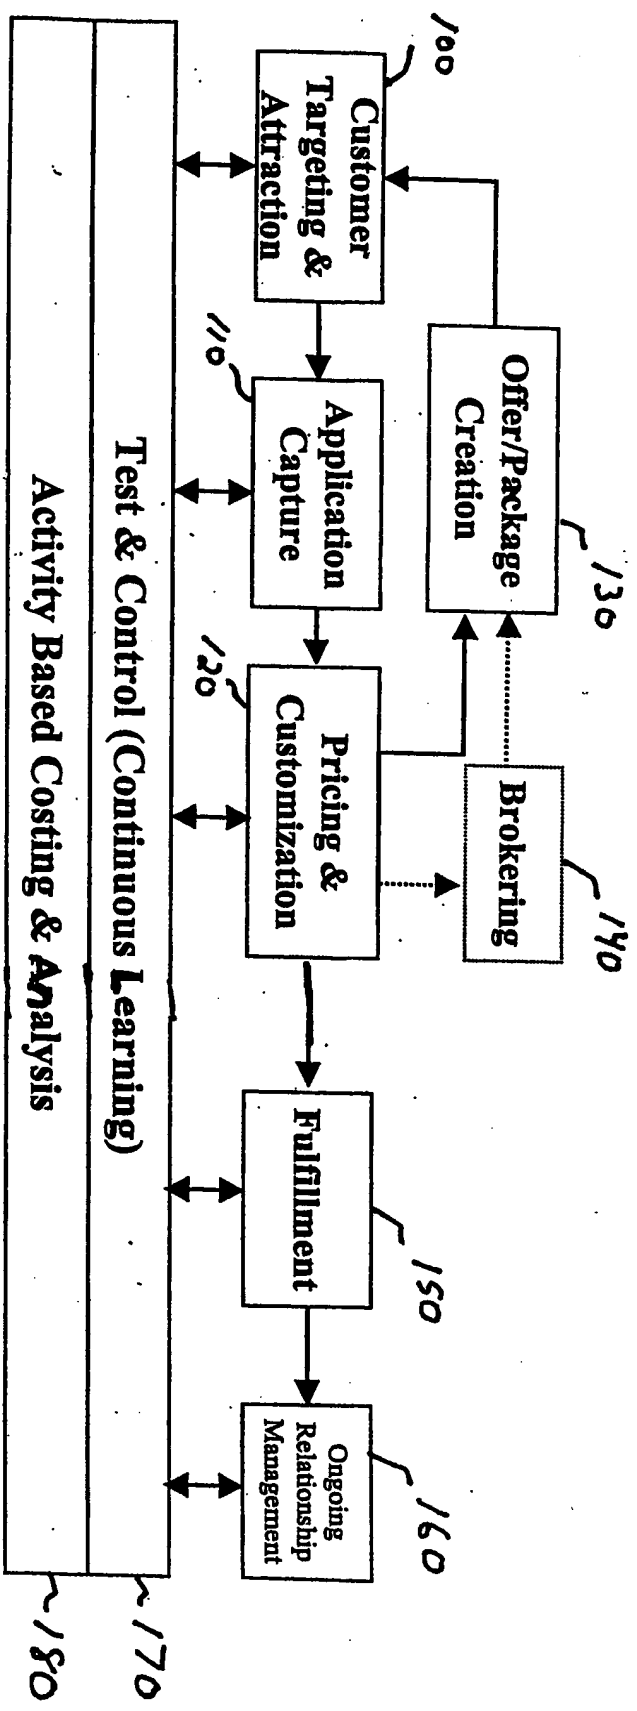 130
140
Offer/Package
Creation
Brokering
100
Customer
Targeting &
Attraction
110
Application
Capture
120
Pricing &
Customization
150
Fulfillment
160
Ongoing
Relationship
Management
Test & Control (Continuous Learning)
170
Activity Based Costing & Analysis
180